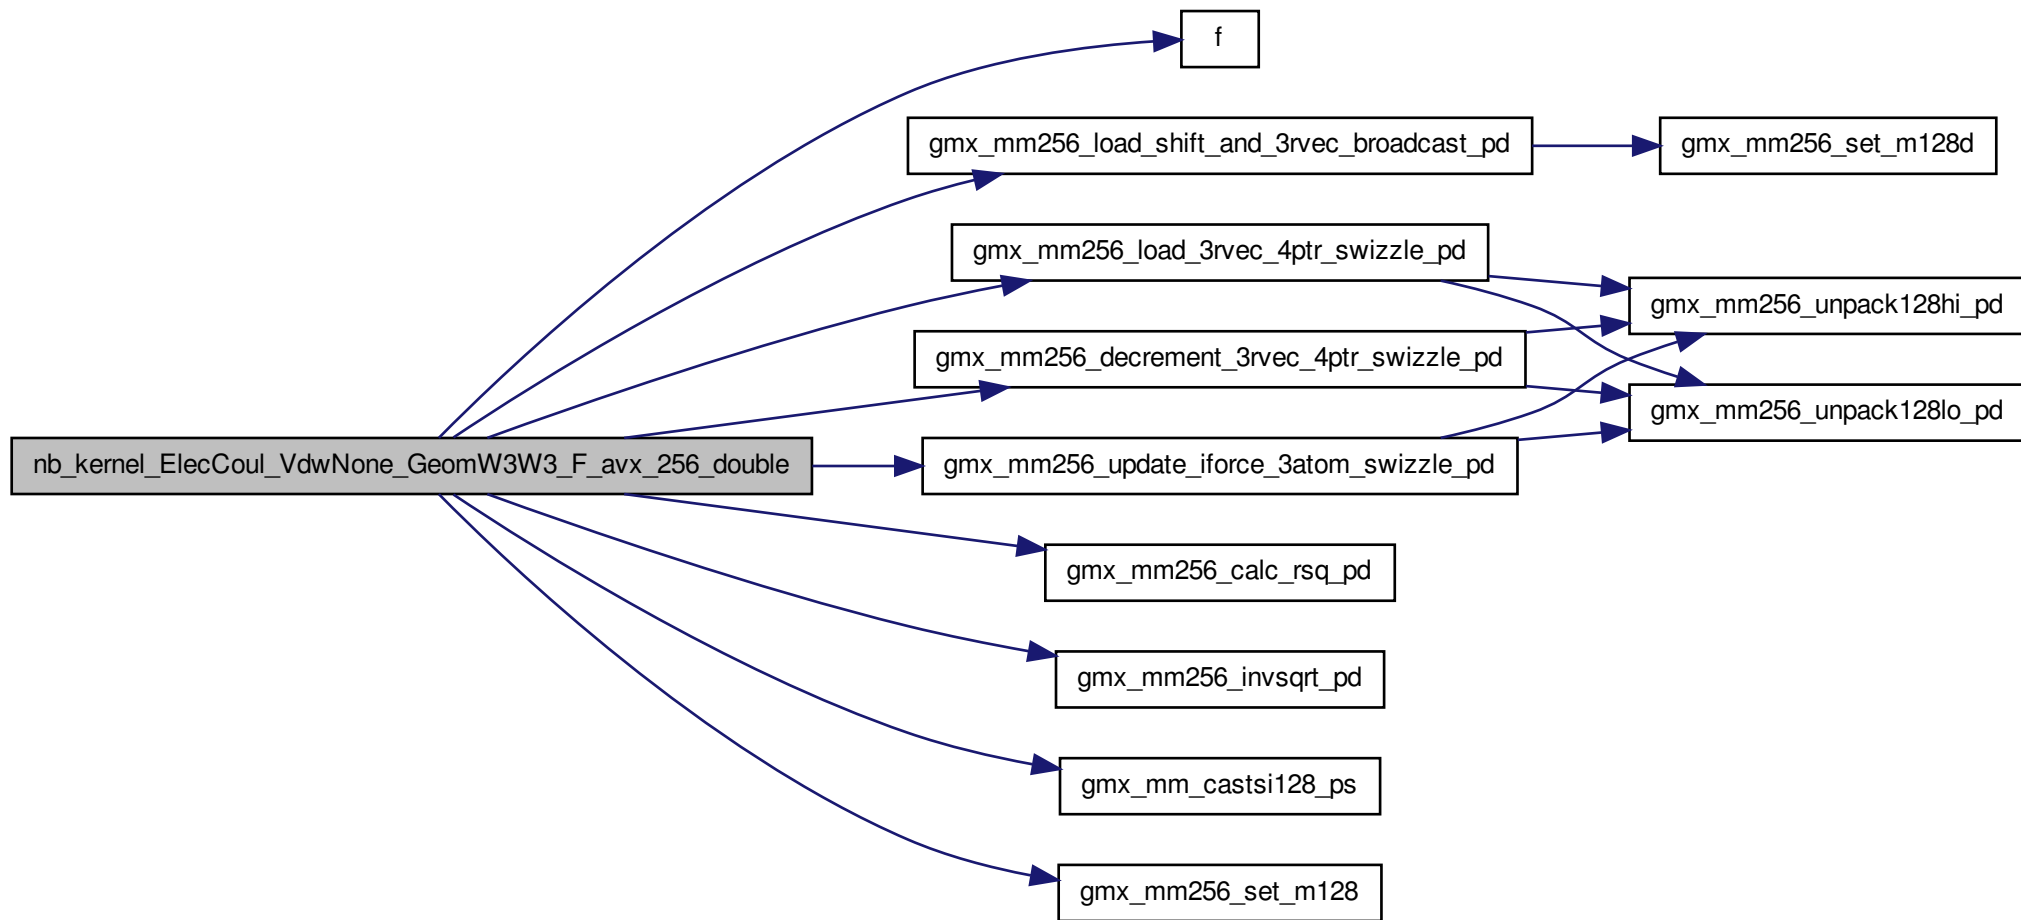 f
gmx_mm256_load_shift_and_3rvec_broadcast_pd
gmx_mm256_set_m128d
gmx_mm256_load_3rvec_4ptr_swizzle_pd
gmx_mm256_unpack128hi_pd
gmx_mm256_decrement_3rvec_4ptr_swizzle_pd
gmx_mm256_unpack128lo_pd
nb_kernel_ElecCoul_VdwNone_GeomW3W3_F_avx_256_double
gmx_mm256_update_iforce_3atom_swizzle_pd
gmx_mm256_calc_rsq_pd
gmx_mm256_invsqrt_pd
gmx_mm_castsi128_ps
gmx_mm256_set_m128